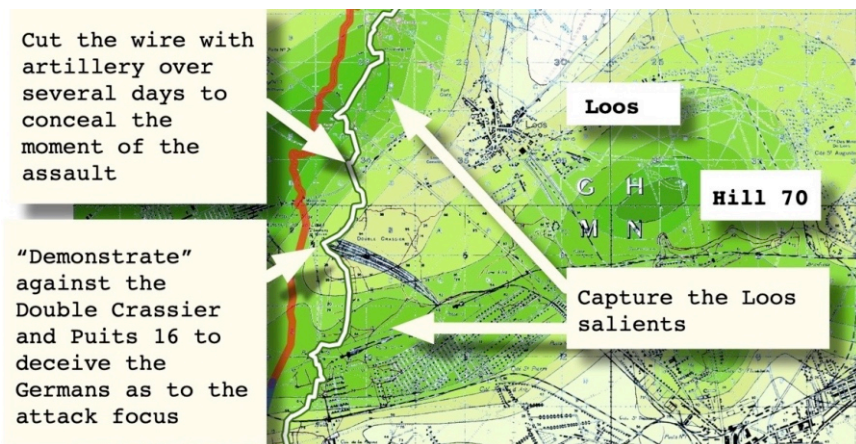 Cut the wire with
artillery over
several days to
conceal the
moment of the
assault
Loos
Loos
G H
M N
Hill 70
DOUBLE CRASSIER
“Demonstrate”
against the
Double Crassier
and Puits 16 to
deceive the
Germans as to the
attack focus
Capture the Loos
salients